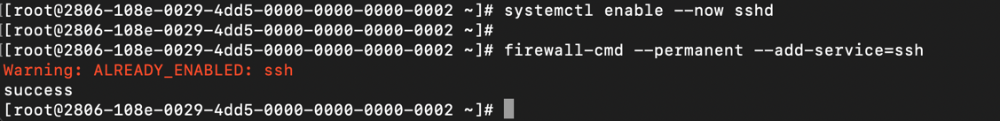 [root@2806-108e-0029-4dd5-0000-0000-0000-0002 ~]# systemctl enable --now sshd
[root@2806-108e-0029-4dd5-0000-0000-0000-0002 ~]#
[root@2806-108e-0029-4dd5-0000-0000-0000-0002 ~]# firewall-cmd --permanent --add-service=ssh
Warning: ALREADY_ENABLED: ssh
success
[root@2806-108e-0029-4dd5-0000-0000-0000-0002 ~]#